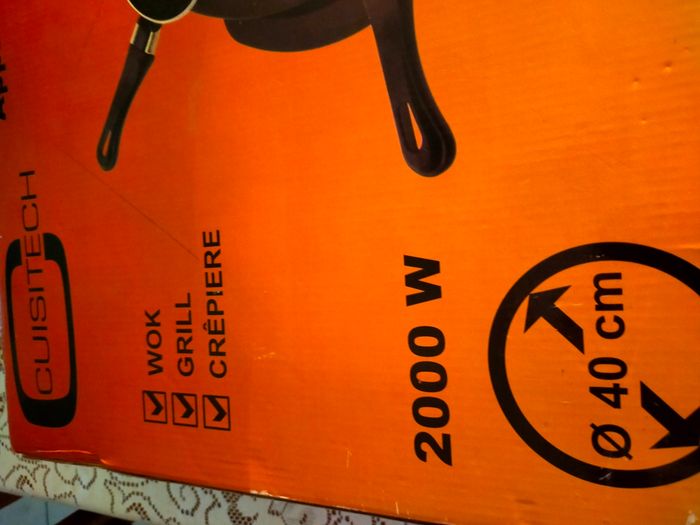 CUISITECH
WOK
GRILL
CRÊPIERE
2000 W
Ø 40 cm